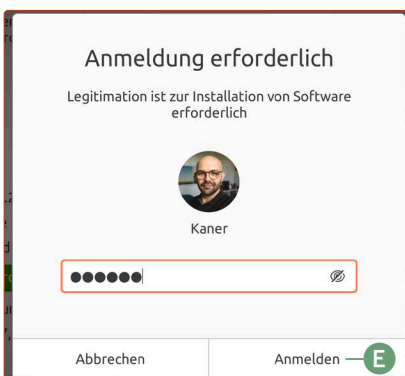 Anmeldung erforderlich
Legitimation ist zur Installation von Software
erforderlich
Kaner
●●●●●●
Abbrechen
Anmelden
E